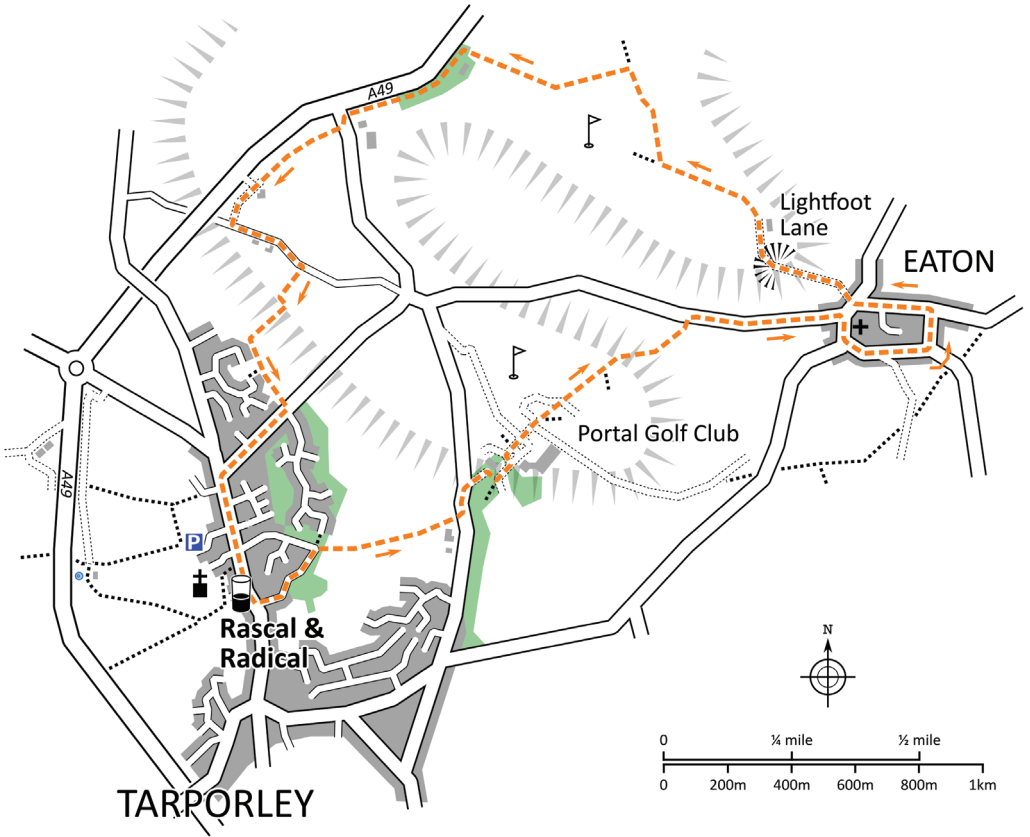 A49
Lightfoot
Lane
EATON
Portal Golf Club
A49
P
Rascal &
Radical
N
0 ¼ mile ½ mile
0 200m 400m 600m 800m 1km
TARPORLEY